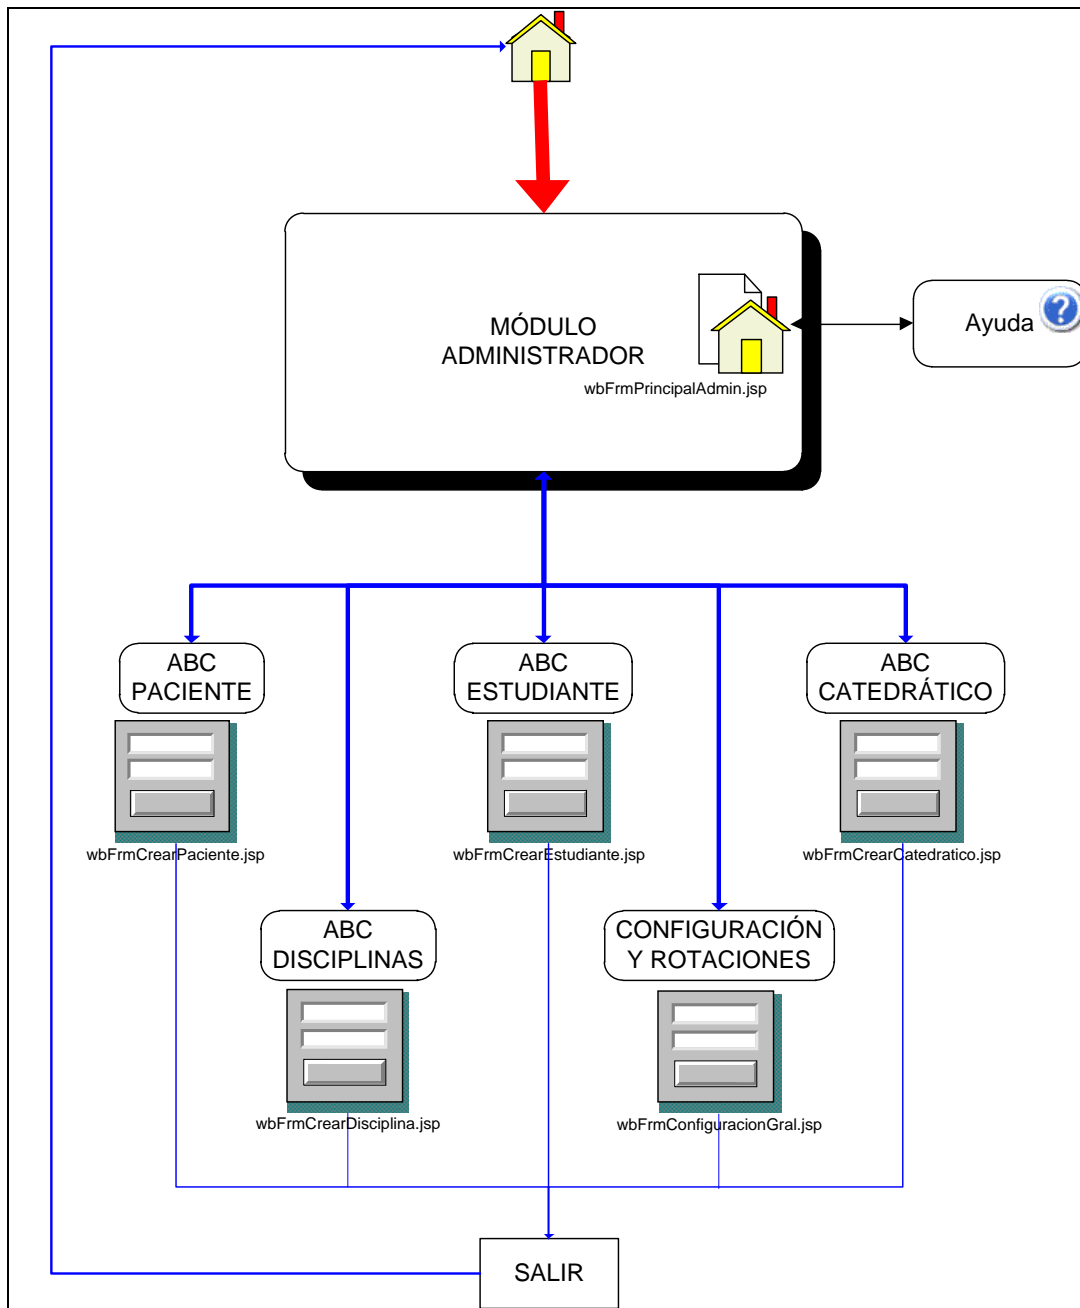 MÓDULO
ADMINISTRADOR
wbFrmPrincipalAdmin.jsp
Ayuda
?
ABC
PACIENTE
wbFrmCrearPaciente.jsp
ABC
ESTUDIANTE
wbFrmCrearEstudiante.jsp
ABC
CATEDRÁTICO
wbFrmCrearCatedratico.jsp
ABC
DISCIPLINAS
wbFrmCrearDisciplina.jsp
CONFIGURACIÓN
Y ROTACIONES
wbFrmConfiguracionGral.jsp
SALIR